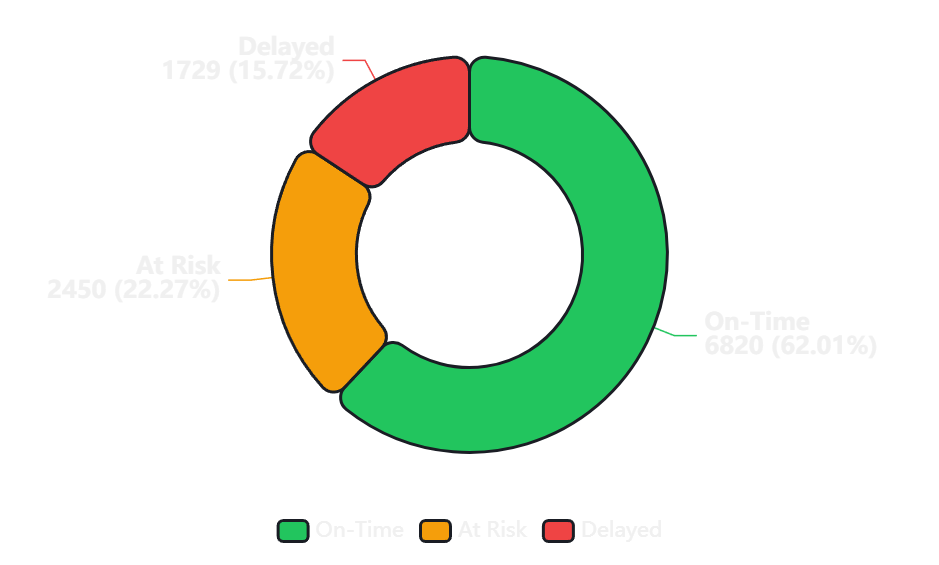 Delayed
1729 (15.72%)
At Risk
2450 (22.27%)
On-Time
6820 (62.01%)
On-Time At Risk Delayed